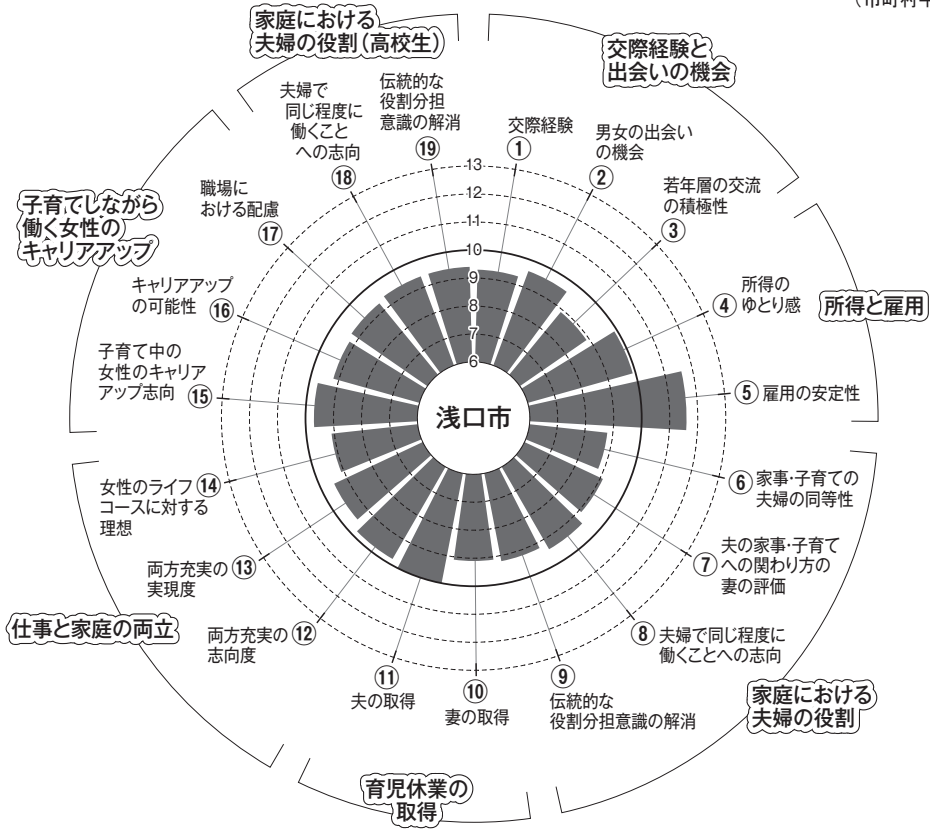 (市町村平
家庭における
夫婦の役割(高校生)
交際経験と
出会いの機会
所得と雇用
家庭における
夫婦の役割
育児休業の
取得
仕事と家庭の両立
子育てしながら
働く女性の
キャリアアップ
交際経験
①
男女の出会い
の機会
②
若年層の交流
の積極性
③
④ 所得の
ゆとり感
⑤ 雇用の安定性
⑥ 家事・子育ての
夫婦の同等性
⑦ 夫の家事・子育て
への関わり方の
妻の評価
⑧ 夫婦で同じ程度に
働くことへの志向
⑨
伝統的な
役割分担意識の解消
⑩
妻の取得
⑪
夫の取得
両方充実の ⑫
志向度
両方充実の ⑬
実現度
女性のライフ ⑭
コースに対する
理想
子育て中の
女性のキャリア
アップ志向 ⑮
キャリアアップ
の可能性 ⑯
職場に
おける配慮
⑰
夫婦で
同じ程度に
働くこと
への志向
⑱
伝統的な
役割分担
意識の解消
⑲
13
12
11
10
9
8
7
6
浅口市